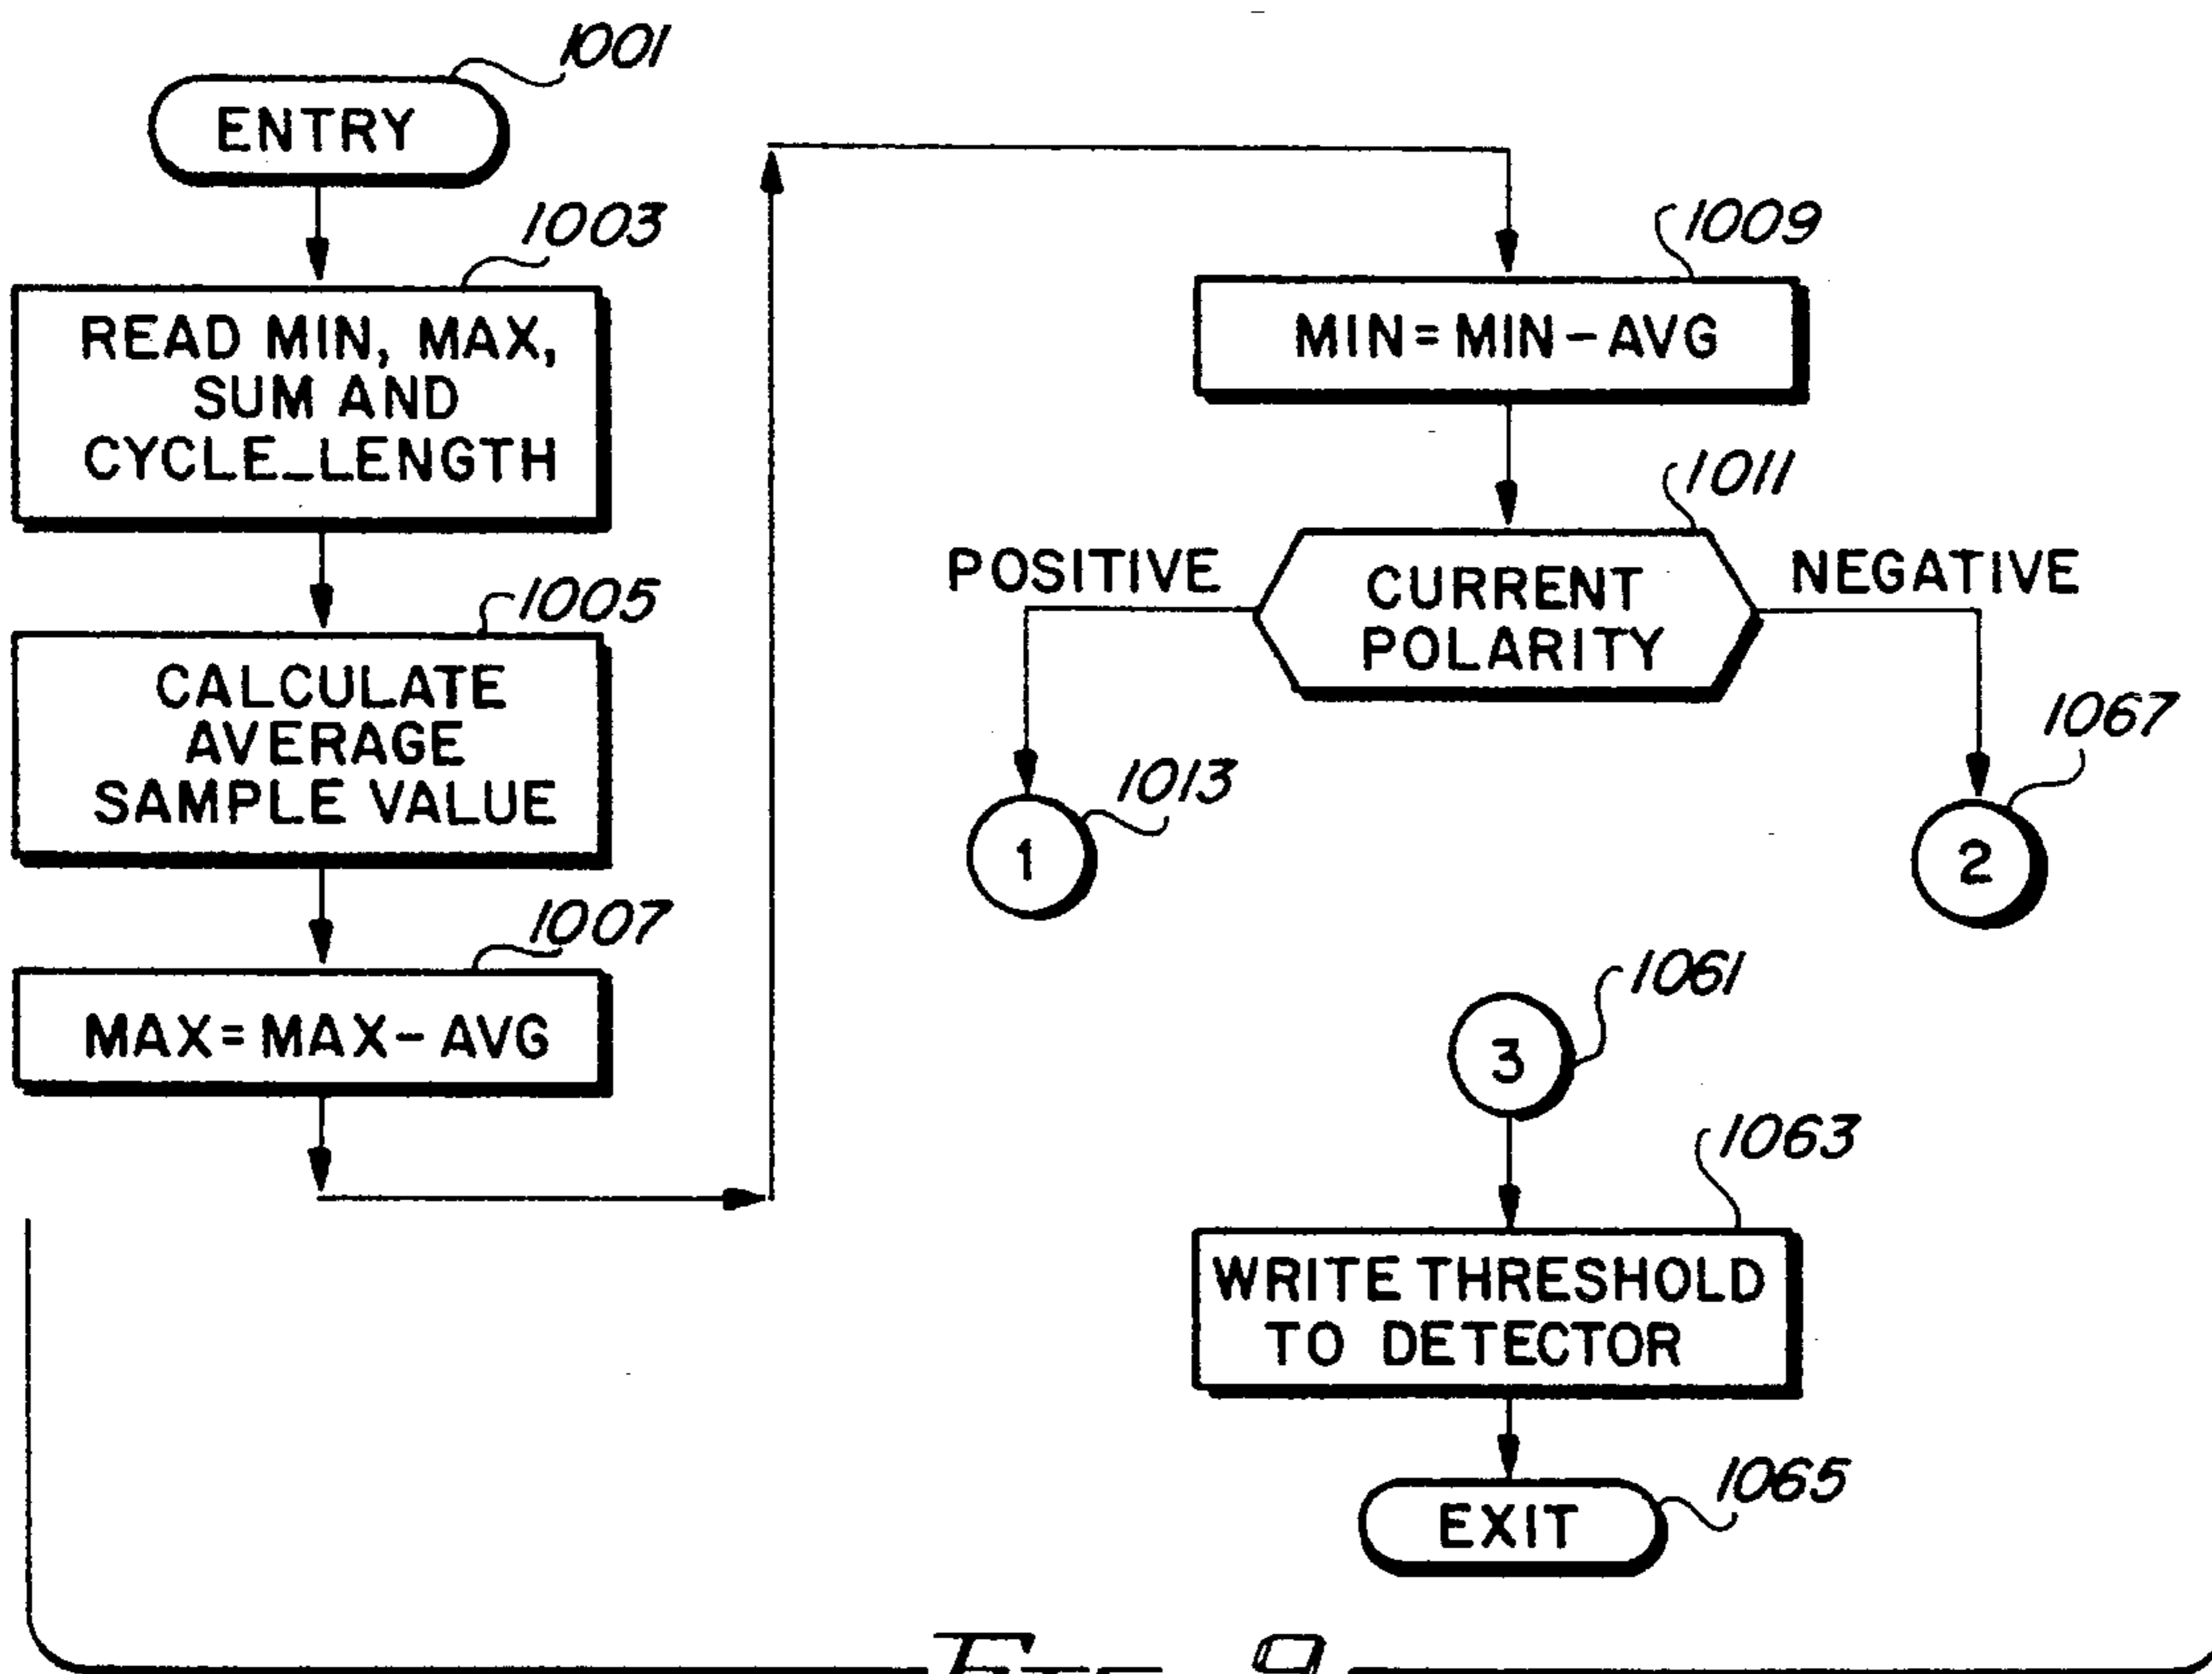 1001
ENTRY
1003
READ MIN, MAX,
SUM AND
CYCLE_LENGTH
1005
CALCULATE
AVERAGE
SAMPLE VALUE
1007
MAX=MAX-AVG
1009
MIN=MIN-AVG
1011
POSITIVE
CURRENT
POLARITY
NEGATIVE
1013
1
1067
2
1061
3
1063
WRITE THRESHOLD
TO DETECTOR
1065
EXIT